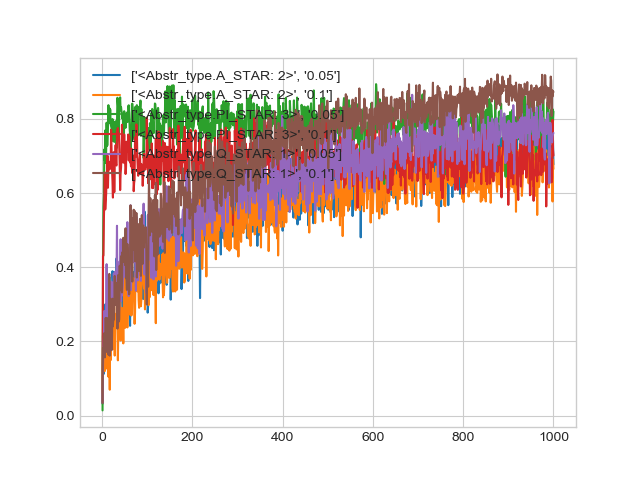 ['<Abstr_type.A_STAR: 2>', '0.05']
['<Abstr_type.A_STAR: 2>', '0.1']
['<Abstr_type.PI_STAR: 3>', '0.05']
['<Abstr_type.PI_STAR: 3>', '0.1']
['<Abstr_type.Q_STAR: 1>', '0.05']
['<Abstr_type.Q_STAR: 1>', '0.1']
0.8
0.6
0.4
0.2
0.0
0 200 400 600 800 1000